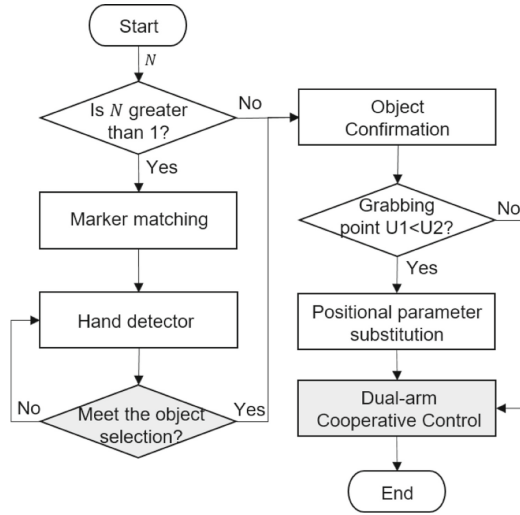 Start
N
Is N greater
than 1?
No
Yes
Marker matching
Hand detector
No
Meet the object
selection?
Yes
Object
Confirmation
Grabbing
point U1<U2?
No
Yes
Positional parameter
substitution
Dual-arm
Cooperative Control
End